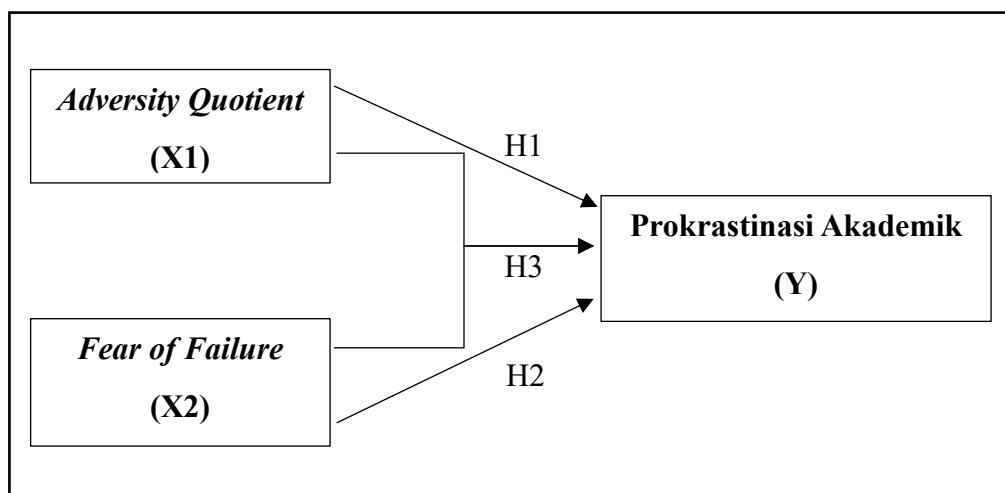 Adversity Quotient
(X1)
H1
Prokrastinasi Akademik
(Y)
H3
Fear of Failure
(X2)
H2